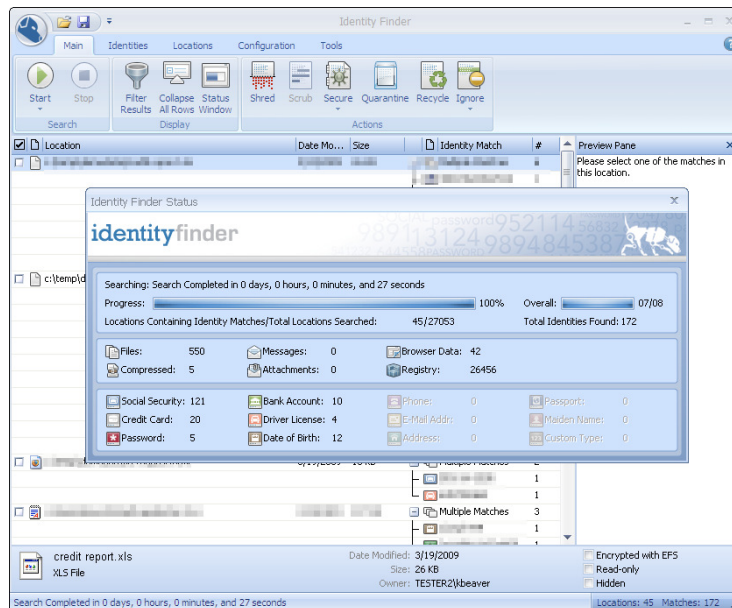 Identity Finder
Main Identities Locations Configuration Tools
Start Stop Filter Results Collapse All Rows Status Window Shred Scrub Secure Quarantine Recycle Ignore
Search Display Actions
Location Date Mo... Size Identity Match # Preview Pane
Please select one of the matches in
this location.
Identity Finder Status
identityfinder
c:\temp\d
Searching: Search Completed in 0 days, 0 hours, 0 minutes, and 27 seconds
Progress: 100% Overall: 07/08
Locations Containing Identity Matches/Total Locations Searched: 45/27053 Total Identities Found: 172
Files: 550 Messages: 0 Browser Data: 42
Compressed: 5 Attachments: 0 Registry: 26456
Social Security: 121 Bank Account: 10 Phone: 0 Passport: 0
Credit Card: 20 Driver License: 4 E-Mail Addr: 0 Maiden Name: 0
Password: 5 Date of Birth: 12 Address: 0 Custom Type: 0
Multiple Matches 2
1
1
Multiple Matches 3
1
1
credit report.xls Date Modified: 3/19/2009 Encrypted with EFS
XLS File Size: 26 KB Read-only
Owner: TESTER2\kbeaver Hidden
Search Completed in 0 days, 0 hours, 0 minutes, and 27 seconds Locations: 45 Matches: 172